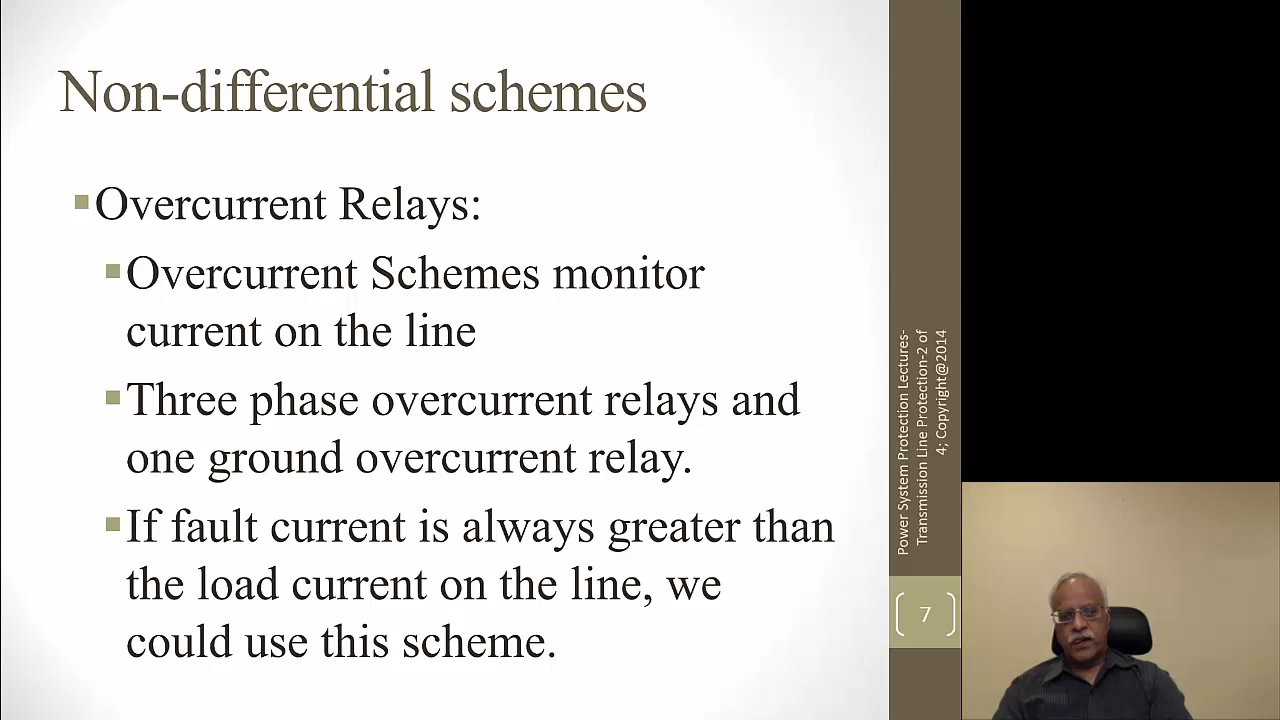 Non-differential schemes
Overcurrent Relays:
Overcurrent Schemes monitor
current on the line
Three phase overcurrent relays and
one ground overcurrent relay.
If fault current is always greater than
the load current on the line, we
could use this scheme.
Power System Protection Lectures-
Transmission Line Protection-2 of
4; Copyright@2014
7